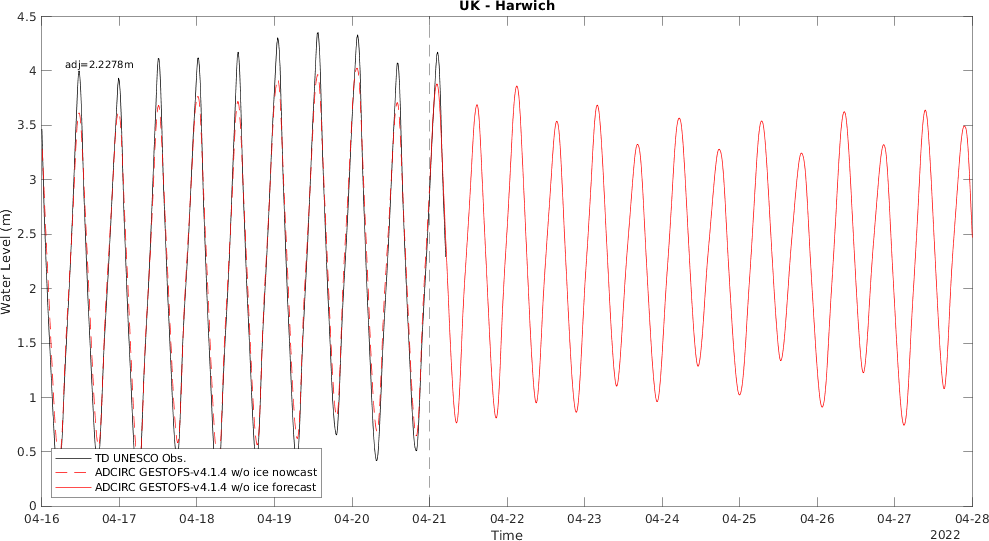 UK - Harwich
4.5
4
3.5
3
2.5
2
1.5
1
0.5
0
Water Level (m)
adj=2.2278m
TD UNESCO Obs.
ADCIRC GESTOFS-v4.1.4 w/o ice nowcast
ADCIRC GESTOFS-v4.1.4 w/o ice forecast
04-16 04-17 04-18 04-19 04-20 04-21 04-22 04-23 04-24 04-25 04-26 04-27 04-28
Time
2022